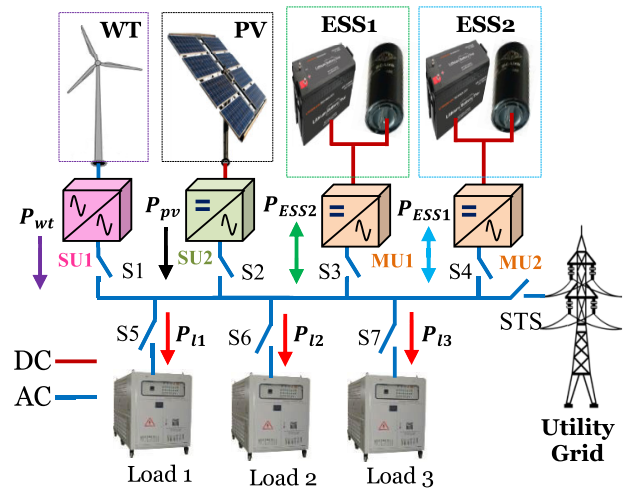 WT
PV
ESS1
ESS2
P_wt
P_pv
P_ESS2
P_ESS1
SU1
S1
SU2
S2
S3
MU1
S4
MU2
STS
S5
P_l1
S6
P_l2
S7
P_l3
DC
AC
Load 1
Load 2
Load 3
Utility
Grid